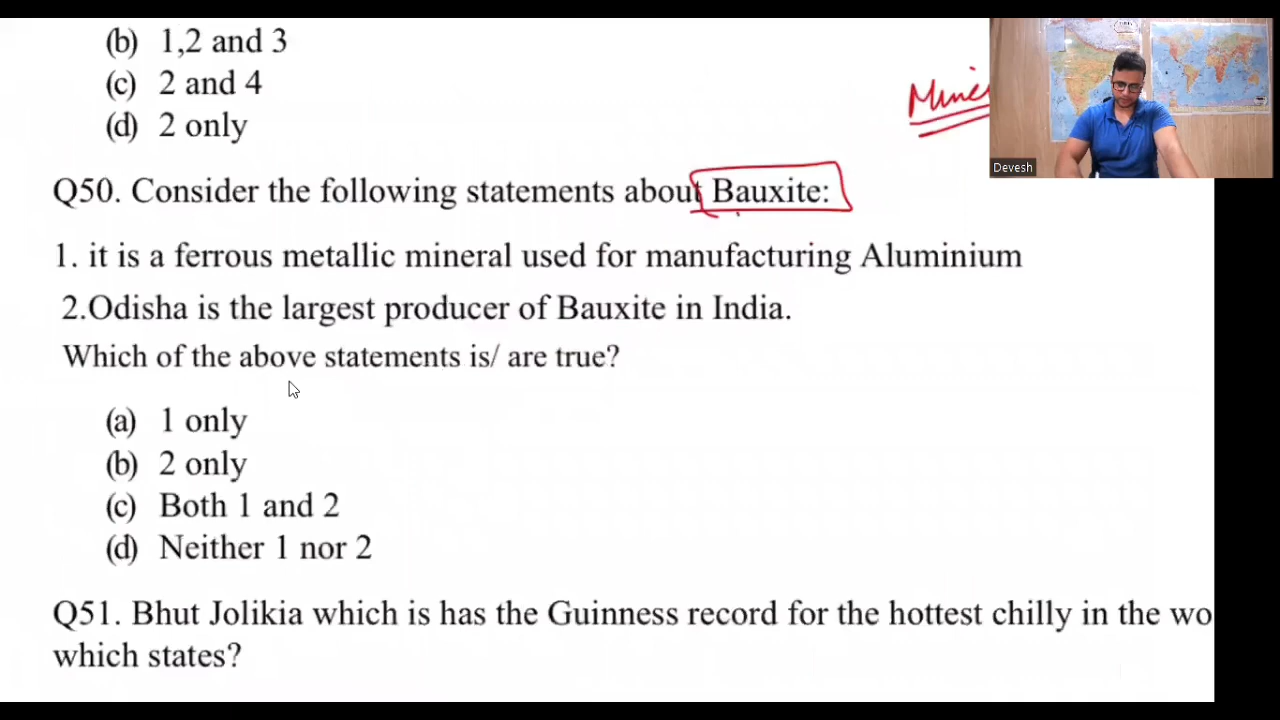 (b) 1,2 and 3
(c) 2 and 4
(d) 2 only
Devesh
Q50. Consider the following statements about Bauxite:
1. it is a ferrous metallic mineral used for manufacturing Aluminium
2.Odisha is the largest producer of Bauxite in India.
Which of the above statements is/ are true?
(a) 1 only
(b) 2 only
(c) Both 1 and 2
(d) Neither 1 nor 2
Q51. Bhut Jolikia which is has the Guinness record for the hottest chilly in the wo
which states?